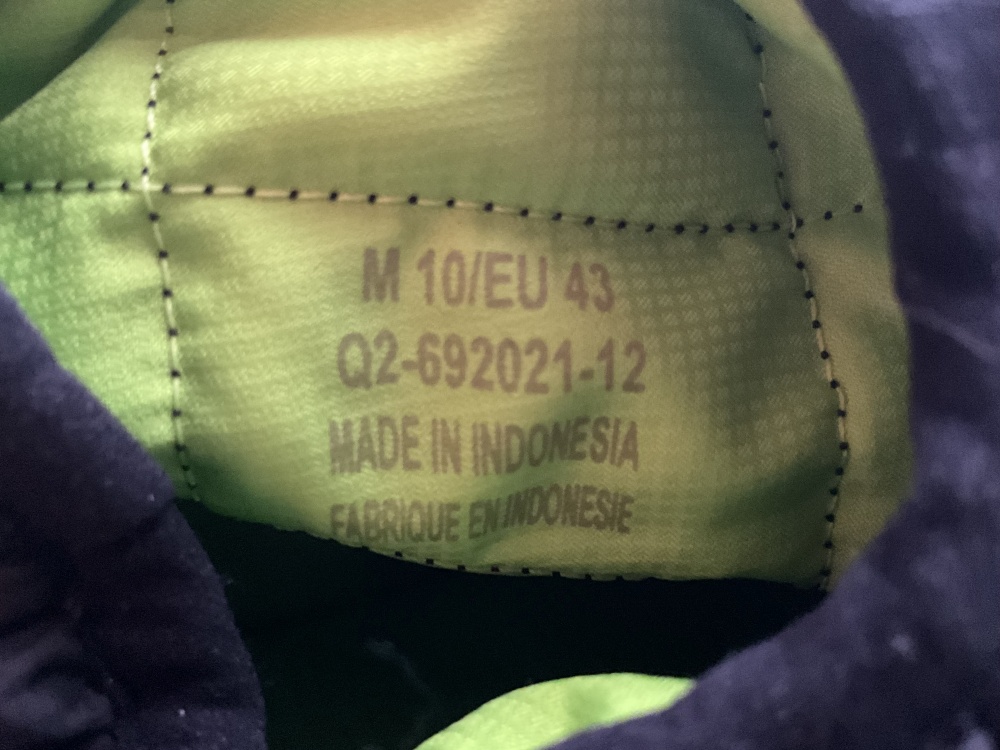 M 10/EU 43
Q2-692021-12
MADE IN INDONESIA
FABRIQUE EN INDONESIE